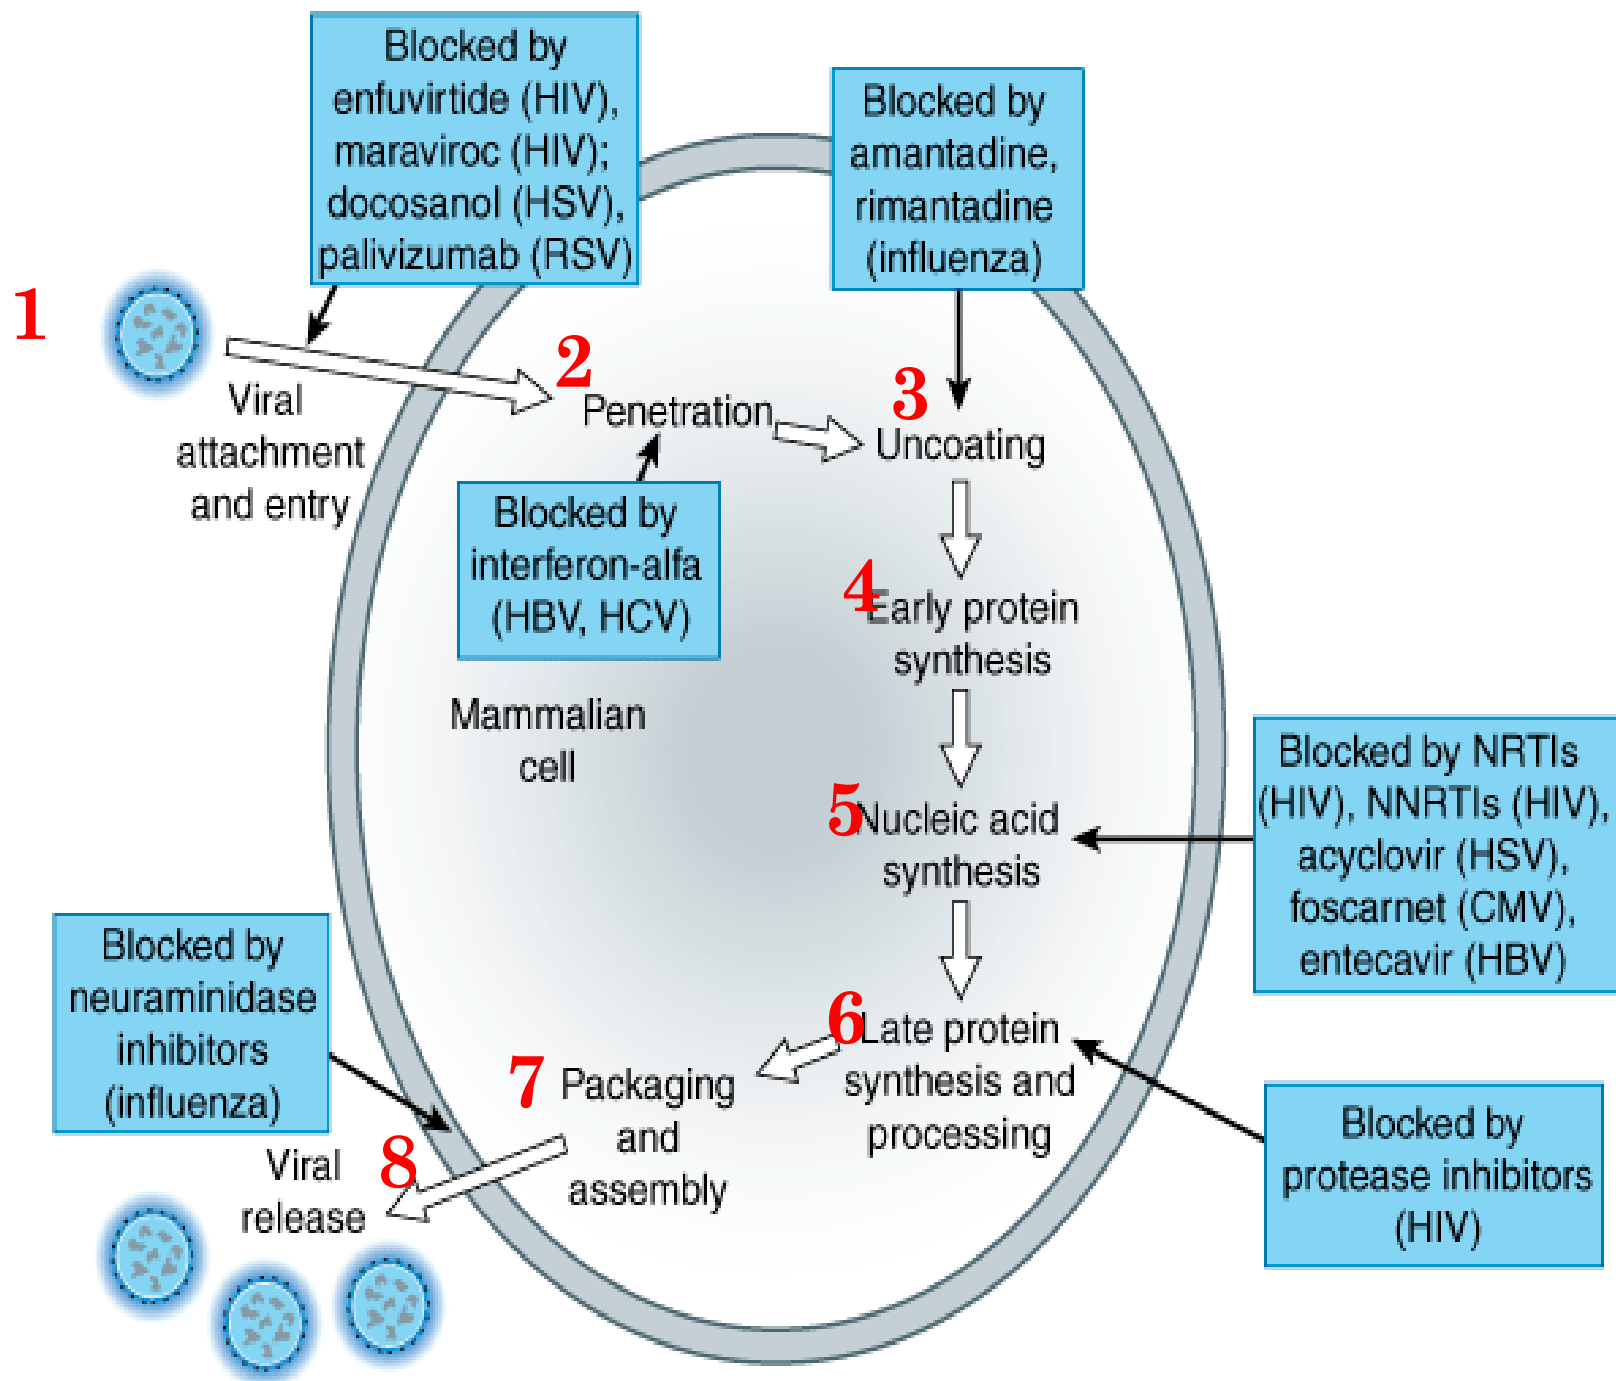 Blocked by
enfuvirtide (HIV),
maraviroc (HIV);
docosanol (HSV),
palivizumab (RSV)
Blocked by
amantadine,
rimantadine
(influenza)
1
Viral
attachment
and entry
2
Penetration
3
Uncoating
Blocked by
interferon-alfa
(HBV, HCV)
4
Early protein
synthesis
Mammalian
cell
5
Nucleic acid
synthesis
Blocked by NRTIs
(HIV), NNRTIs (HIV),
acyclovir (HSV),
foscarnet (CMV),
entecavir (HBV)
6
Late protein
synthesis and
processing
Blocked by
protease inhibitors
(HIV)
7
Packaging
and
assembly
Blocked by
neuraminidase
inhibitors
(influenza)
8
Viral
release